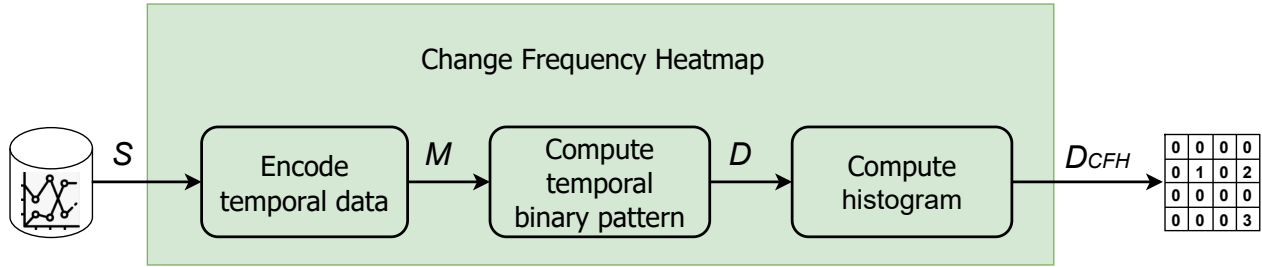 Change Frequency Heatmap
S
Encode
temporal data
M
Compute
temporal
binary pattern
D
Compute
histogram
DCFH
0 0 0 0
0 1 0 2
0 0 0 0
0 0 0 3